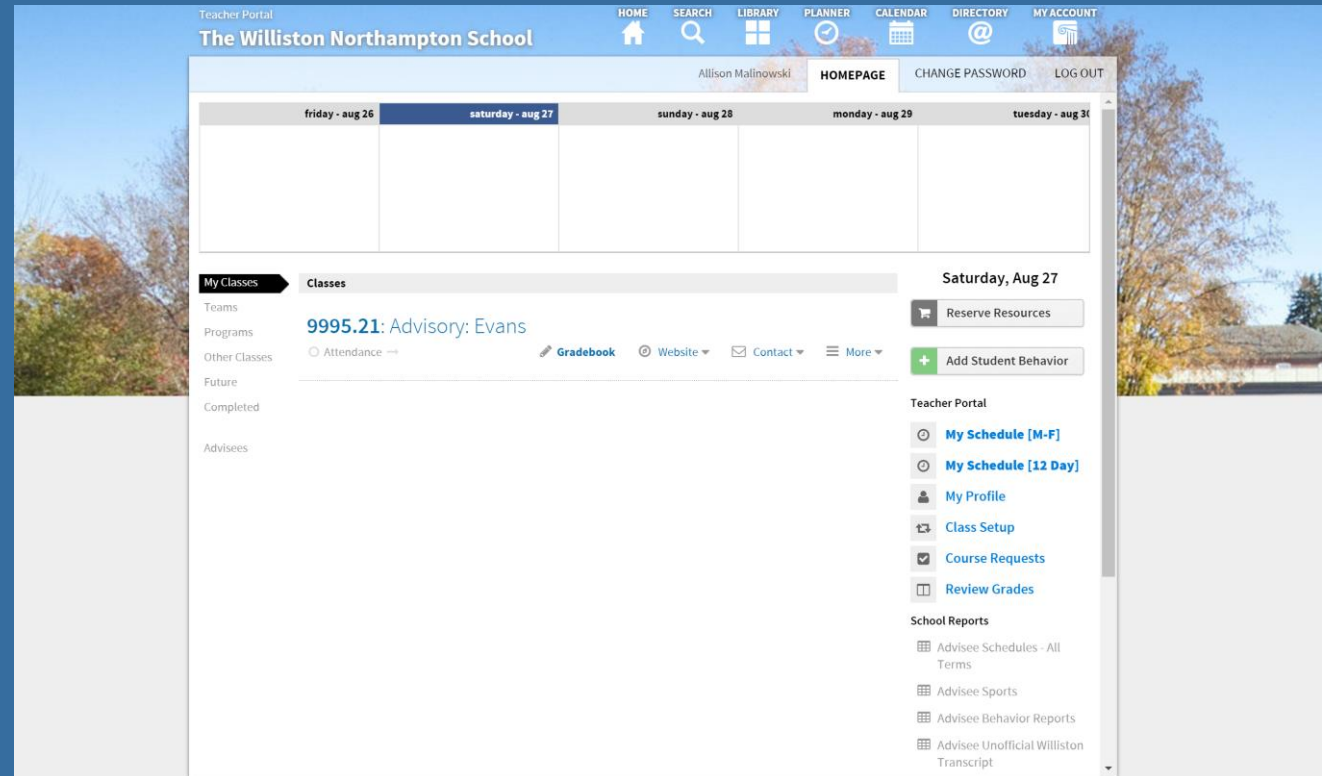 Teacher Portal
The Williston Northampton School
HOME SEARCH LIBRARY PLANNER CALENDAR DIRECTORY MY ACCOUNT
Allison Malinowski HOMEPAGE CHANGE PASSWORD LOG OUT
friday - aug 26 saturday - aug 27 sunday - aug 28 monday - aug 29 tuesday - aug 30
My Classes
Teams
Programs
Other Classes
Future
Completed
Advisees
Classes
9995.21: Advisory: Evans
Attendance Gradebook Website Contact More
Saturday, Aug 27
Reserve Resources
Add Student Behavior
Teacher Portal
My Schedule [M-F]
My Schedule [12 Day]
My Profile
Class Setup
Course Requests
Review Grades
School Reports
Advisee Schedules - All
Terms
Advisee Sports
Advisee Behavior Reports
Advisee Unofficial Williston
Transcript